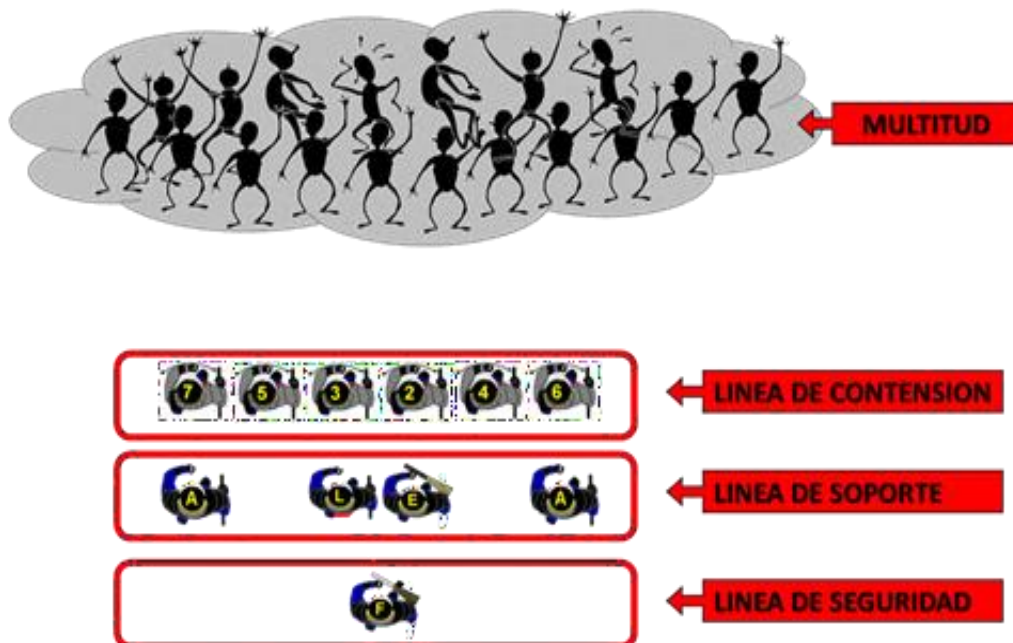 MULTITUD
7 5 3 2 4 6
LINEA DE CONTENSION
A L E A
LINEA DE SOPORTE
F
LINEA DE SEGURIDAD